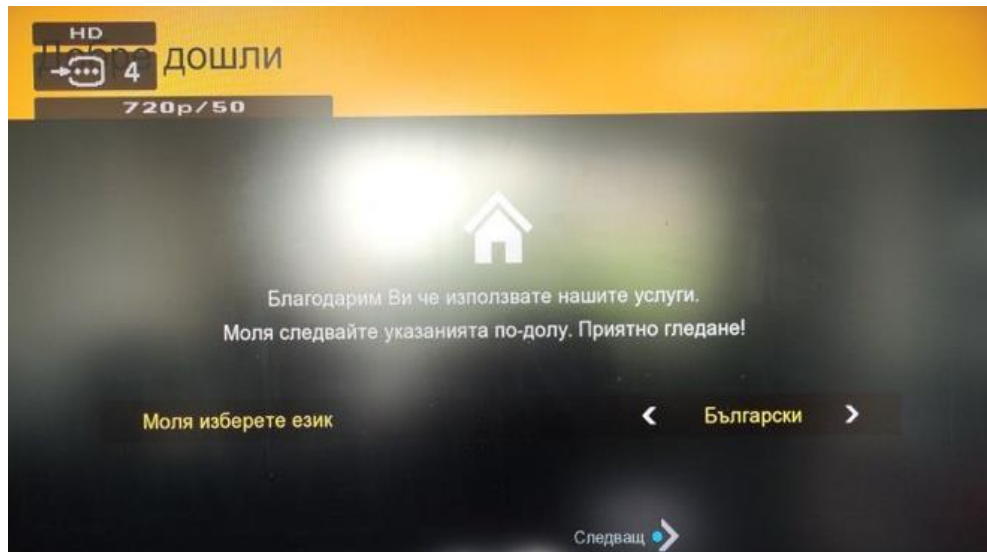 HD
Добре дошли
4
720p/50
Благодарим Ви че използвате нашите услуги.
Моля следвайте указанията по-долу. Приятно гледане!
Моля изберете език
Български
Следващ